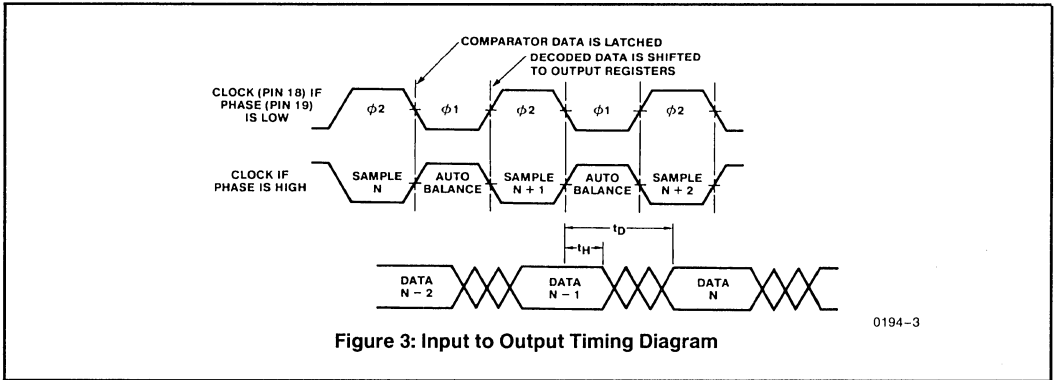 COMPARATOR DATA IS LATCHED
DECODED DATA IS SHIFTED
TO OUTPUT REGISTERS
CLOCK (PIN 18) IF
PHASE (PIN 19)
IS LOW
ϕ2
ϕ1
ϕ2
ϕ1
ϕ2
CLOCK IF
PHASE IS HIGH
SAMPLE
N
AUTO
BALANCE
SAMPLE
N + 1
AUTO
BALANCE
SAMPLE
N + 2
tD
tH
DATA
N − 2
DATA
N − 1
DATA
N
0194–3
Figure 3: Input to Output Timing Diagram